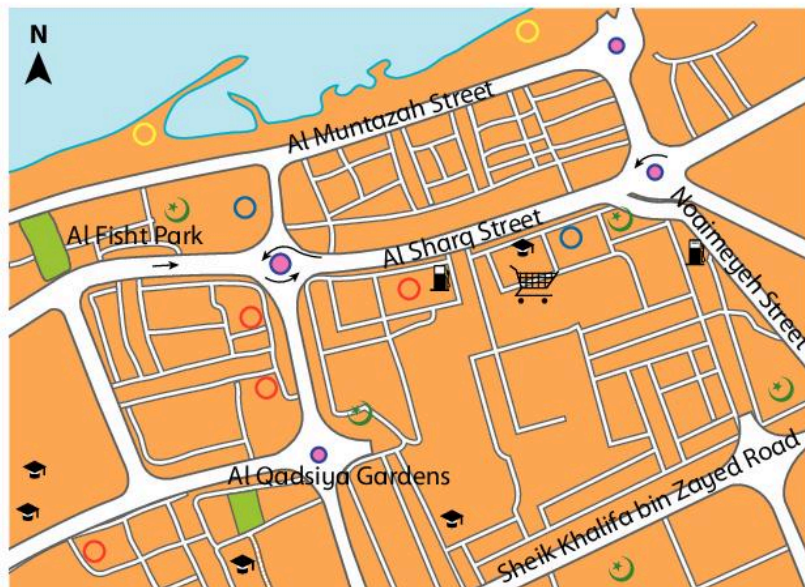 N
Al Muntazah Street
Al Fisht Park
Al Sharq Street
Noaimeyeh Street
Al Qadsiya Gardens
Sheik Khalifa bin Zayed Road